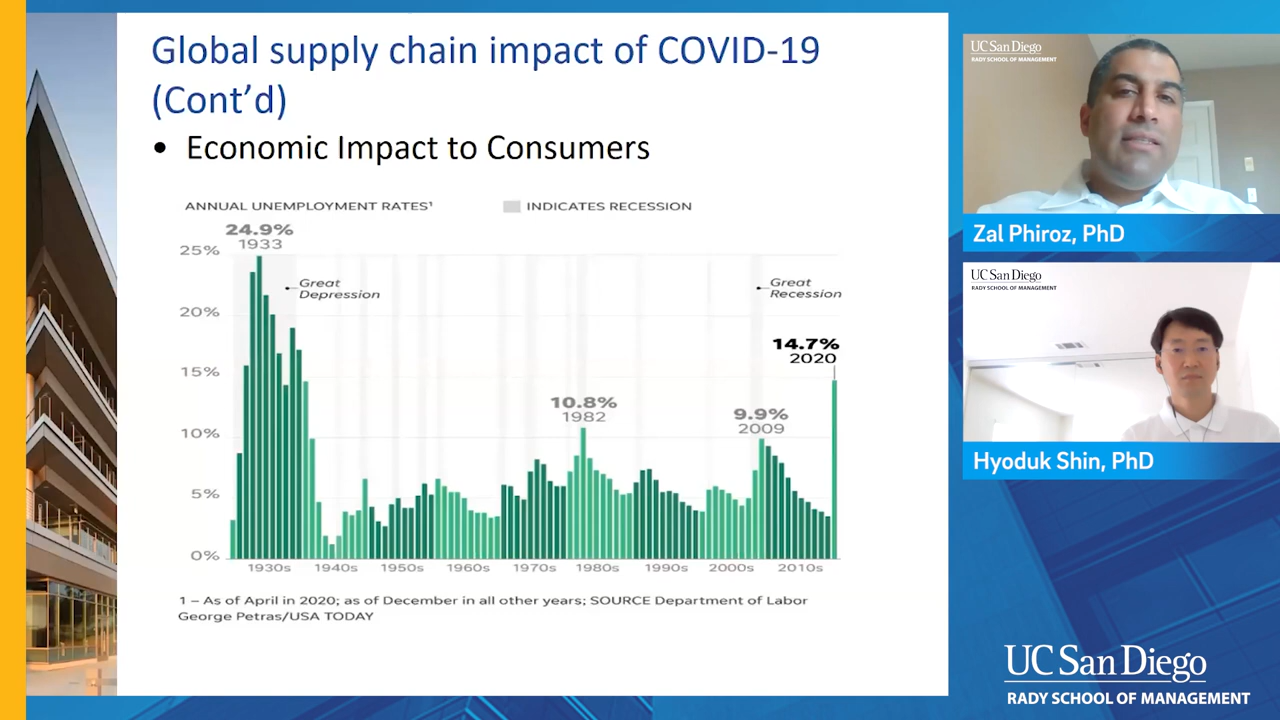 Global supply chain impact of COVID-19
(Cont'd)
• Economic Impact to Consumers
ANNUAL UNEMPLOYMENT RATES¹
INDICATES RECESSION
24.9%
1933
25%
20%
15%
10%
5%
0%
Great
Depression
10.8%
1982
Great
Recession
9.9%
2009
14.7%
2020
1930s 1940s 1950s 1960s 1970s 1980s 1990s 2000s 2010s
1 – As of April in 2020; as of December in all other years; SOURCE Department of Labor
George Petras/USA TODAY
UC San Diego
RADY SCHOOL OF MANAGEMENT
Zal Phiroz, PhD
UC San Diego
RADY SCHOOL OF MANAGEMENT
Hyoduk Shin, PhD
UC San Diego
RADY SCHOOL OF MANAGEMENT